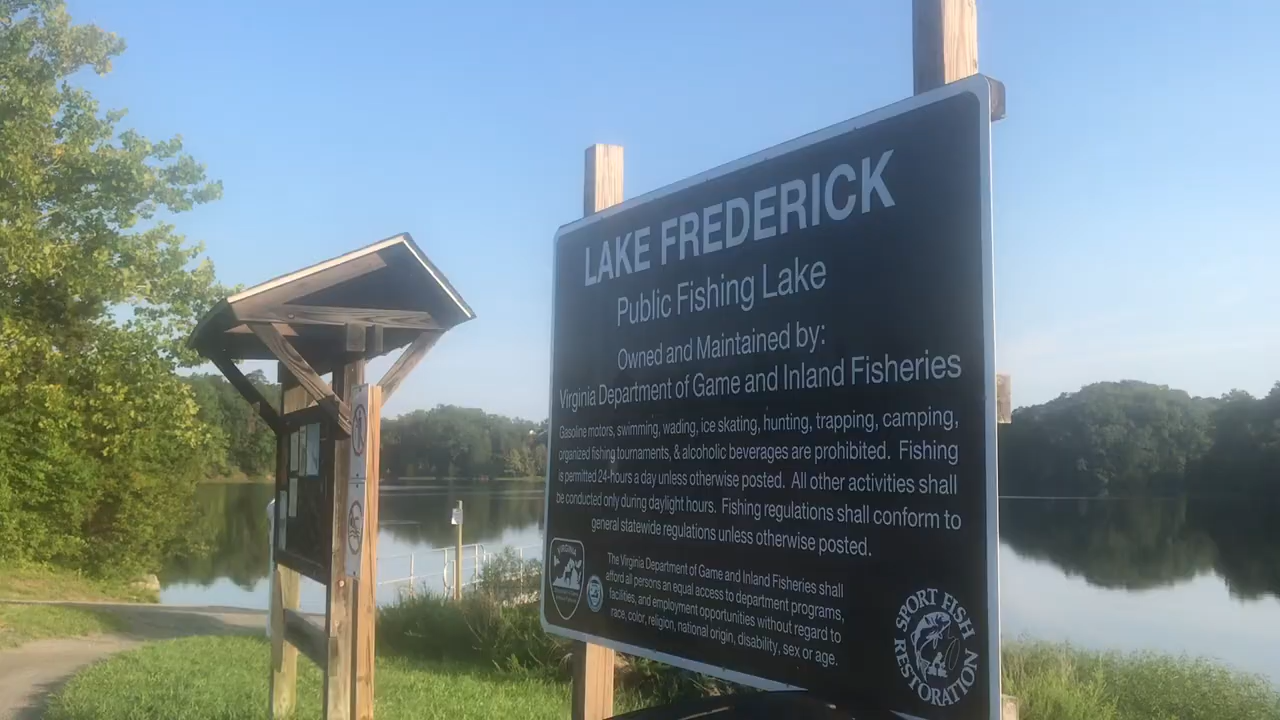 LAKE FREDERICK
Public Fishing Lake
Owned and Maintained by:
Virginia Department of Game and Inland Fisheries
Gasoline motors, swimming, wading, ice skating, hunting, trapping, camping,
organized fishing tournaments, & alcoholic beverages are prohibited. Fishing
is permitted 24-hours a day unless otherwise posted. All other activities shall
be conducted only during daylight hours. Fishing regulations shall conform to
general statewide regulations unless otherwise posted.
The Virginia Department of Game and Inland Fisheries shall
afford all persons an equal access to department programs,
facilities, and employment opportunities without regard to
race, color, religion, national origin, disability, sex or age.
VIRGINIA
SPORT FISH
RESTORATION